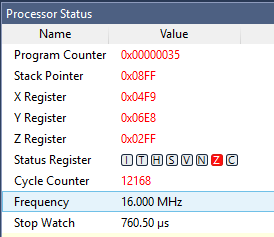 Processor Status
Name Value
Program Counter 0x00000035
Stack Pointer 0x08FF
X Register 0x04F9
Y Register 0x06E8
Z Register 0x02FF
Status Register I T H S V N Z C
Cycle Counter 12168
Frequency 16.000 MHz
Stop Watch 760.50 µs